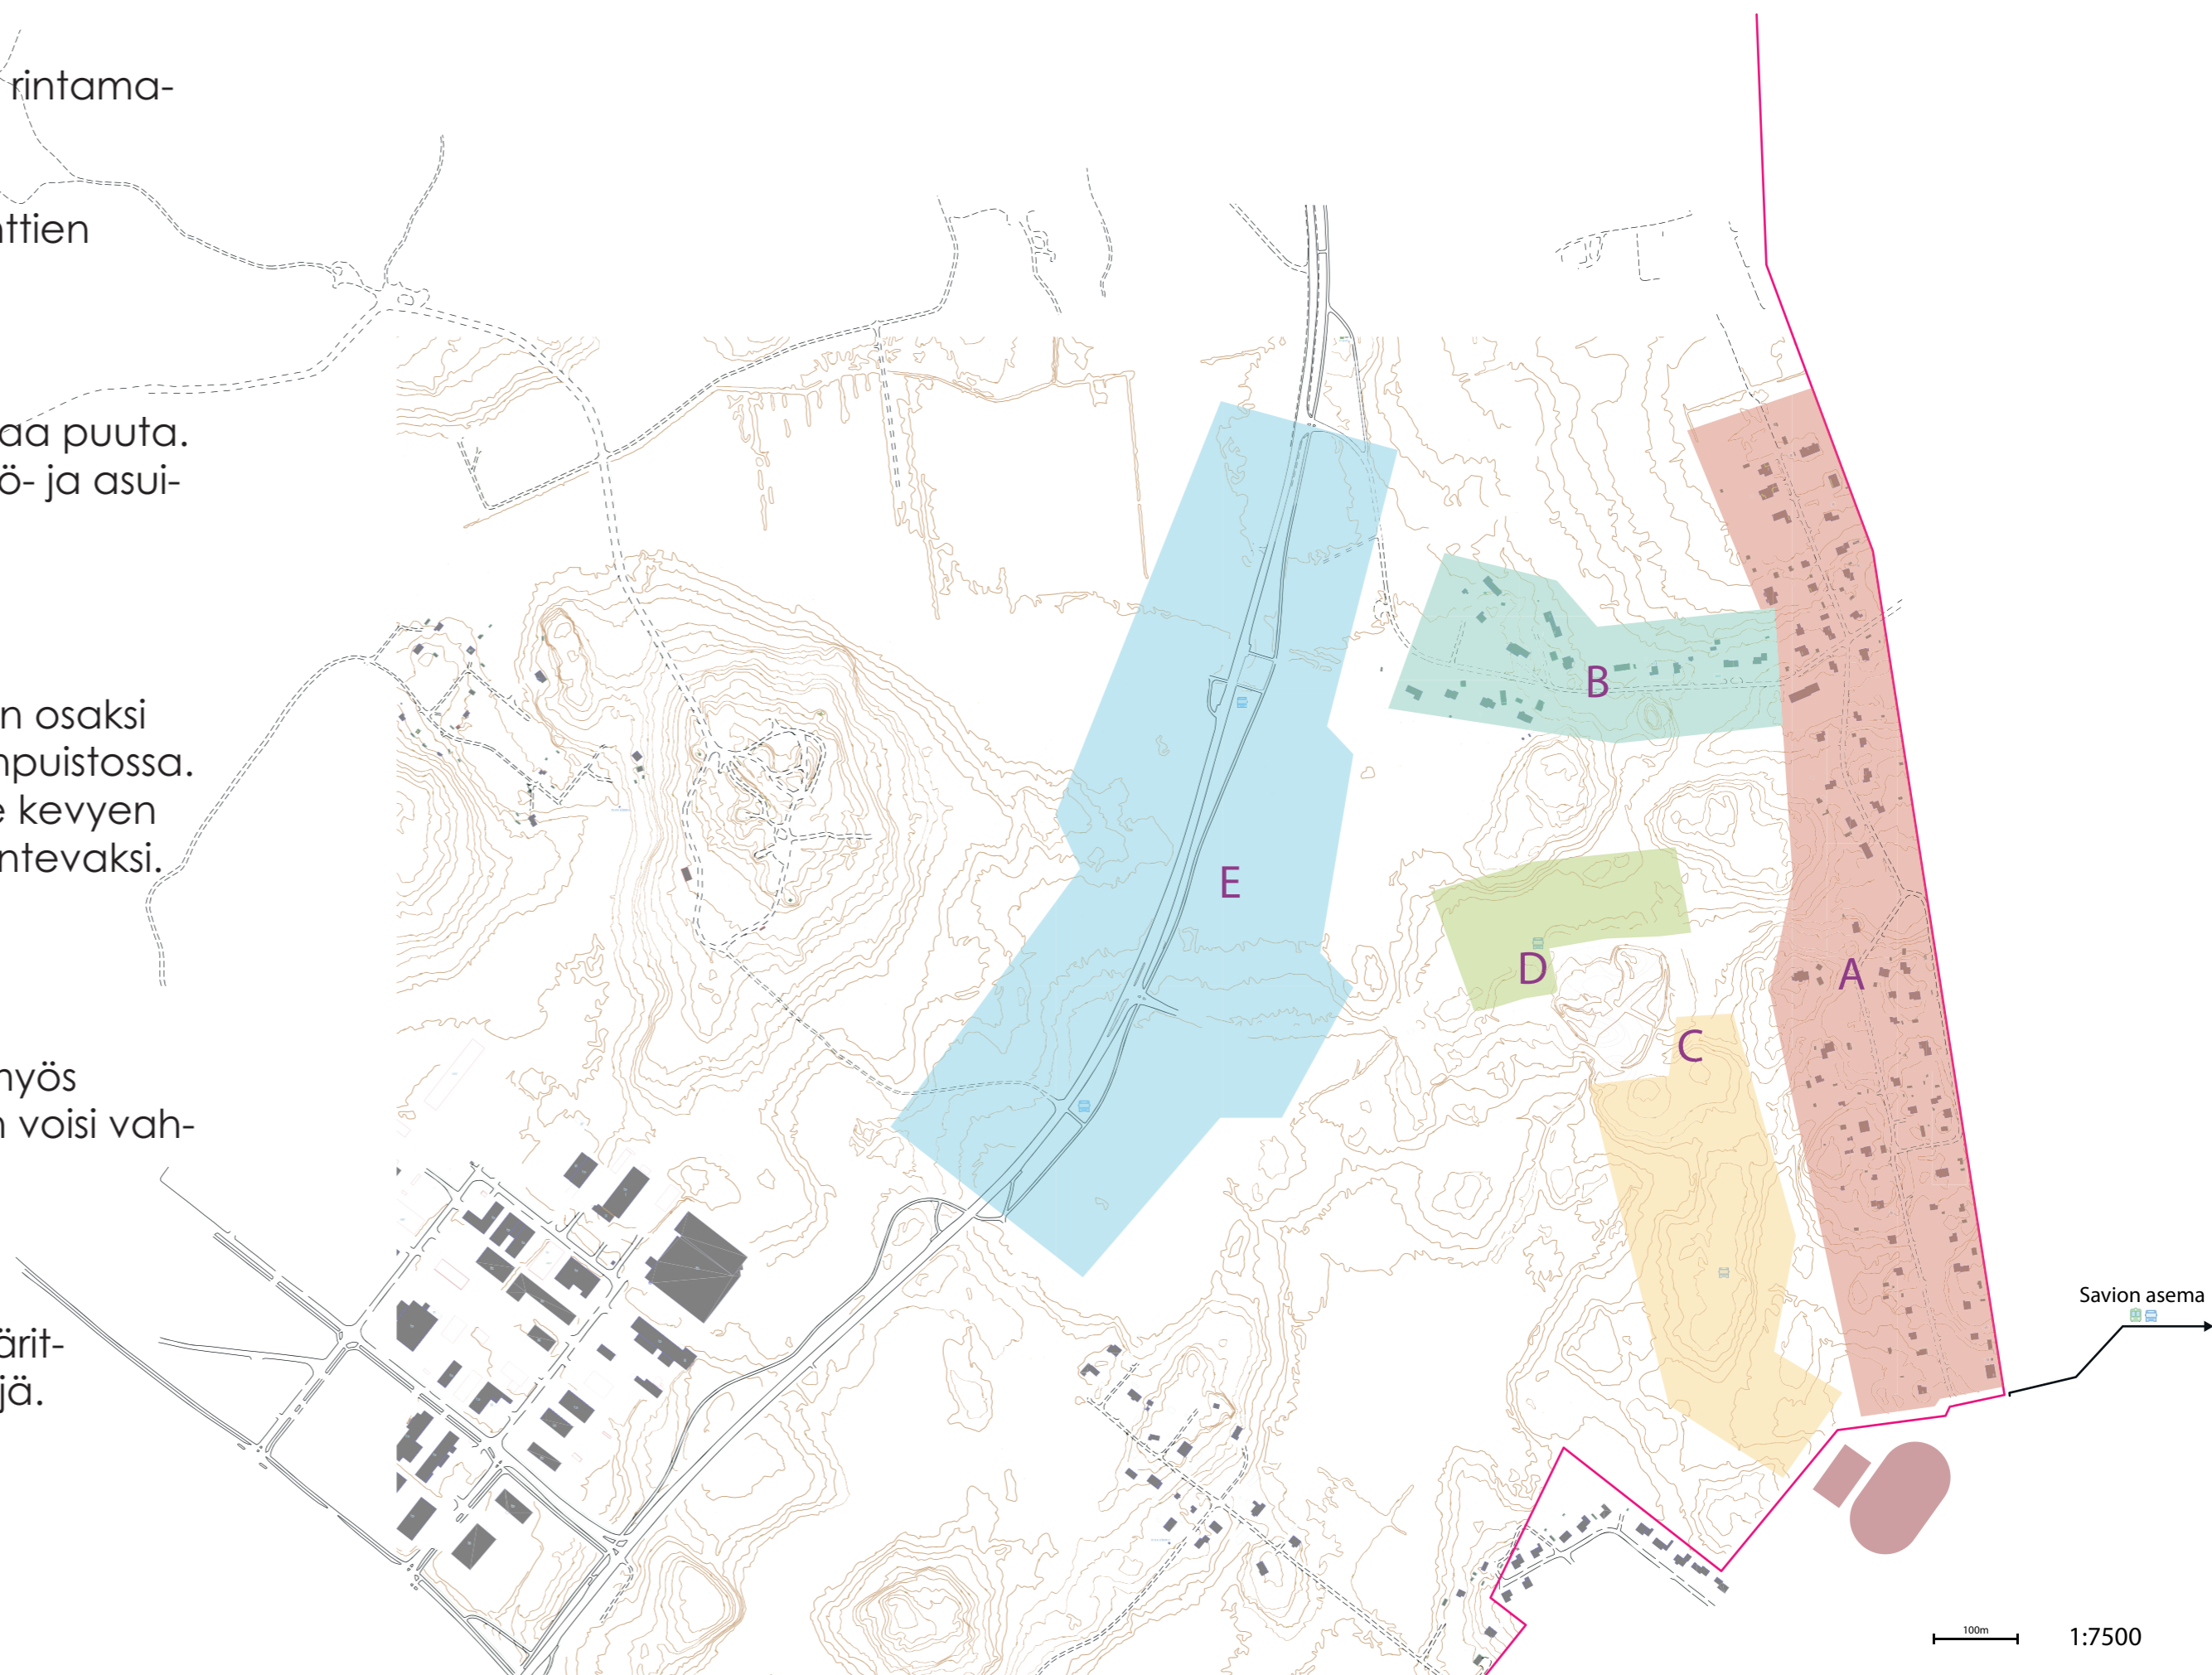 rintama-
ttien
aa puuta.
ö- ja asui-
n osaksi
npuistossa.
e kevyen
ntevaksi.
nyös
n voisi vah-
ärit-
jä.
B
E
D
A
C
Savion asema
100m
1:7500